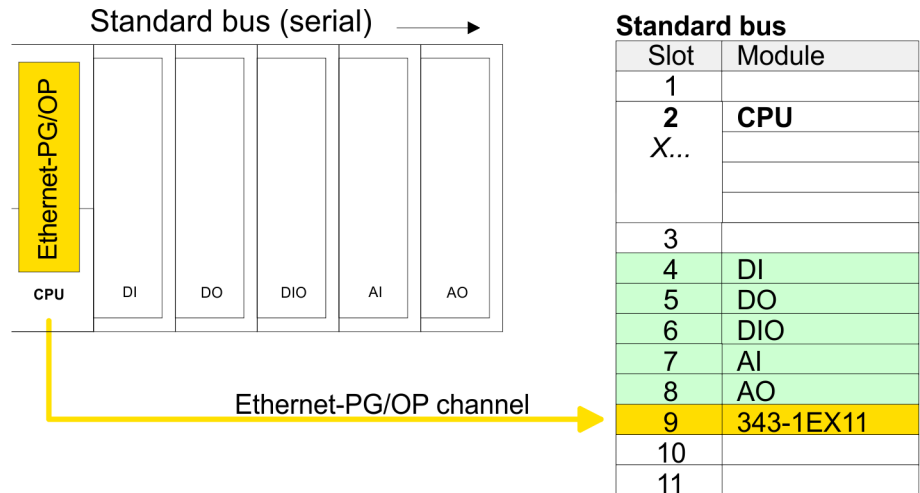 Standard bus (serial)
Ethernet-PG/OP
CPU
DI
DO
DIO
AI
AO
Ethernet-PG/OP channel
Standard bus
Slot Module
1
2 CPU
X...
3
4 DI
5 DO
6 DIO
7 AI
8 AO
9 343-1EX11
10
11